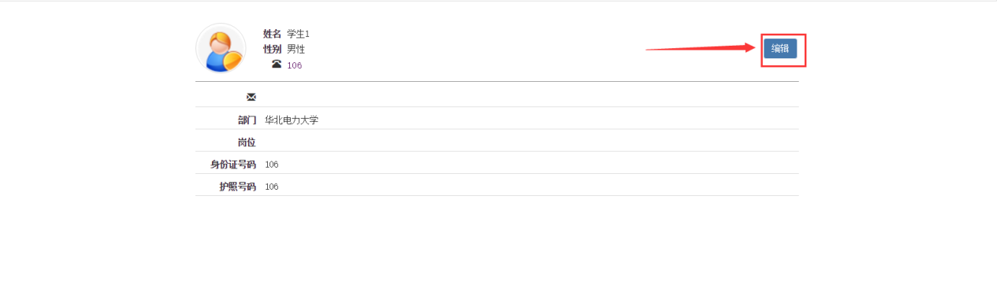 姓名 学生1
性别 男性
106
编辑
部门 华北电力大学
岗位
身份证号码 106
护照号码 106